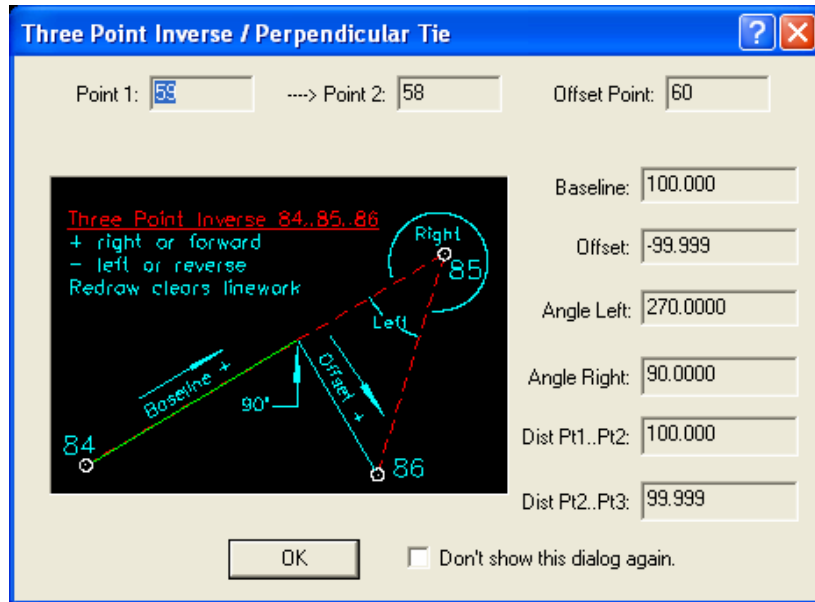 Three Point Inverse / Perpendicular Tie
Point 1: 59
----> Point 2: 58
Offset Point: 60
Three Point Inverse 84..85..86
+ right or forward
- left or reverse
Redraw clears linework
Right
85
Left
Baseline +
Offset +
90°
84
86
Baseline: 100.000
Offset: -99.999
Angle Left: 270.0000
Angle Right: 90.0000
Dist Pt1..Pt2: 100.000
Dist Pt2..Pt3: 99.999
OK
Don't show this dialog again.